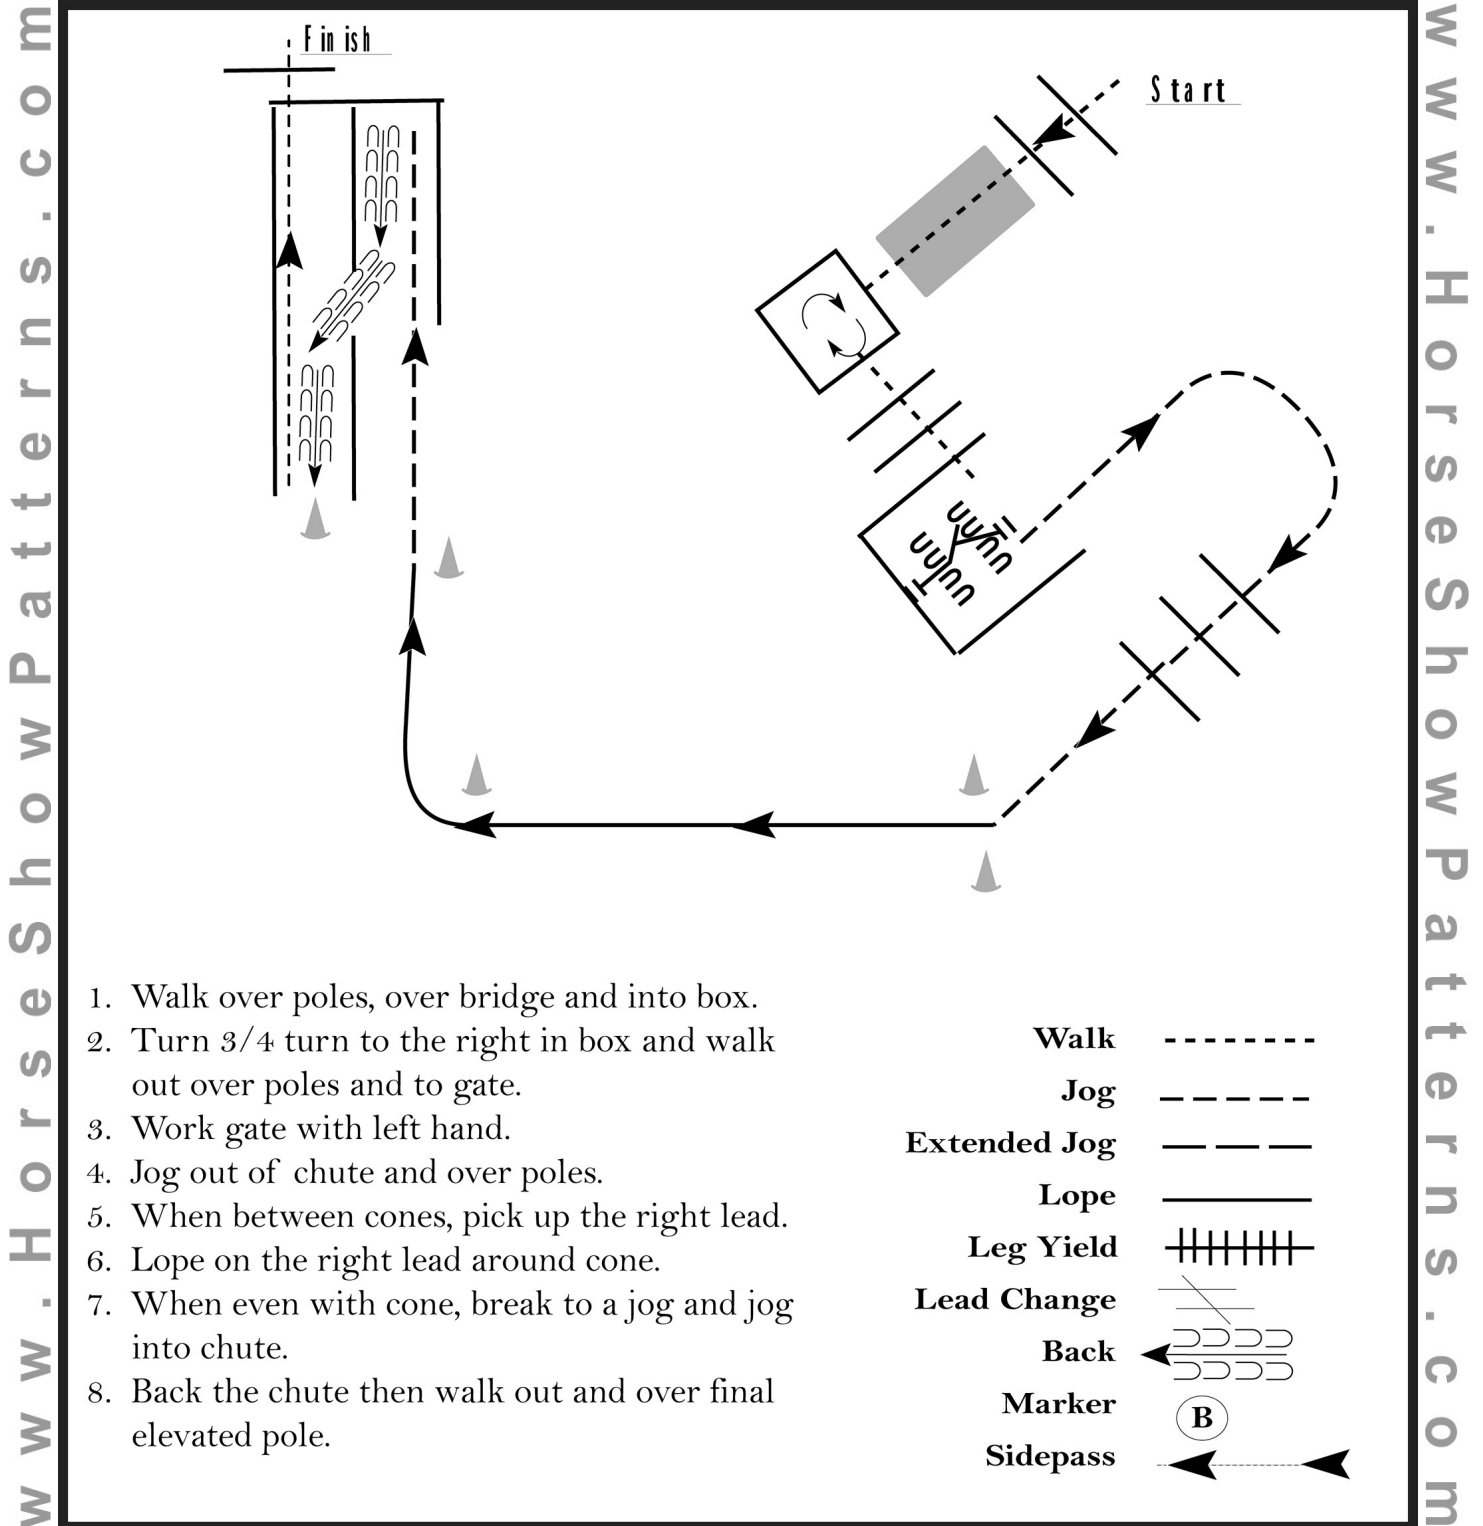 www.HorseShowPatterns.com
Finish
Start
1. Walk over poles, over bridge and into box.
2. Turn 3/4 turn to the right in box and walk
out over poles and to gate.
3. Work gate with left hand.
4. Jog out of chute and over poles.
5. When between cones, pick up the right lead.
6. Lope on the right lead around cone.
7. When even with cone, break to a jog and jog
into chute.
8. Back the chute then walk out and over final
elevated pole.
Walk
Jog
Extended Jog
Lope
Leg Yield
Lead Change
Back
Marker B
Sidepass
www.HorseShowPatterns.com